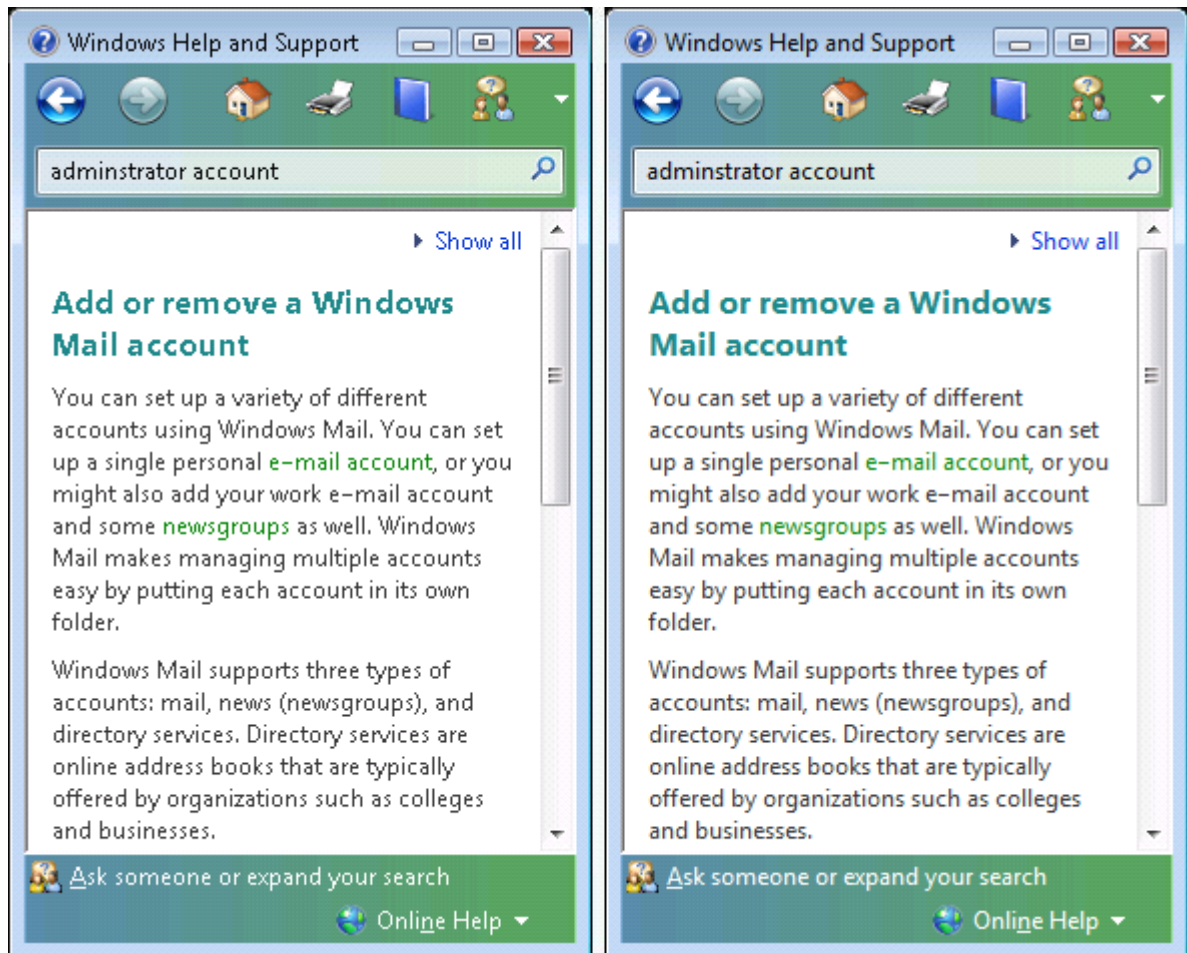 Windows Help and Support
adminstrator account
Show all
Add or remove a Windows
Mail account
You can set up a variety of different
accounts using Windows Mail. You can set
up a single personal e-mail account, or you
might also add your work e-mail account
and some newsgroups as well. Windows
Mail makes managing multiple accounts
easy by putting each account in its own
folder.
Windows Mail supports three types of
accounts: mail, news (newsgroups), and
directory services. Directory services are
online address books that are typically
offered by organizations such as colleges
and businesses.
Ask someone or expand your search
Online Help
Windows Help and Support
adminstrator account
Show all
Add or remove a Windows
Mail account
You can set up a variety of different
accounts using Windows Mail. You can set
up a single personal e-mail account, or you
might also add your work e-mail account
and some newsgroups as well. Windows
Mail makes managing multiple accounts
easy by putting each account in its own
folder.
Windows Mail supports three types of
accounts: mail, news (newsgroups), and
directory services. Directory services are
online address books that are typically
offered by organizations such as colleges
and businesses.
Ask someone or expand your search
Online Help